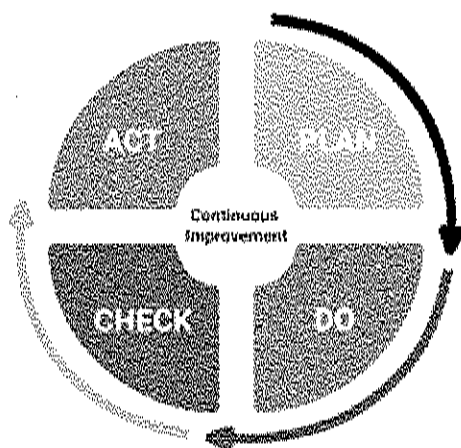 ACT
PLAN
Continuous
Improvement
CHECK
DO